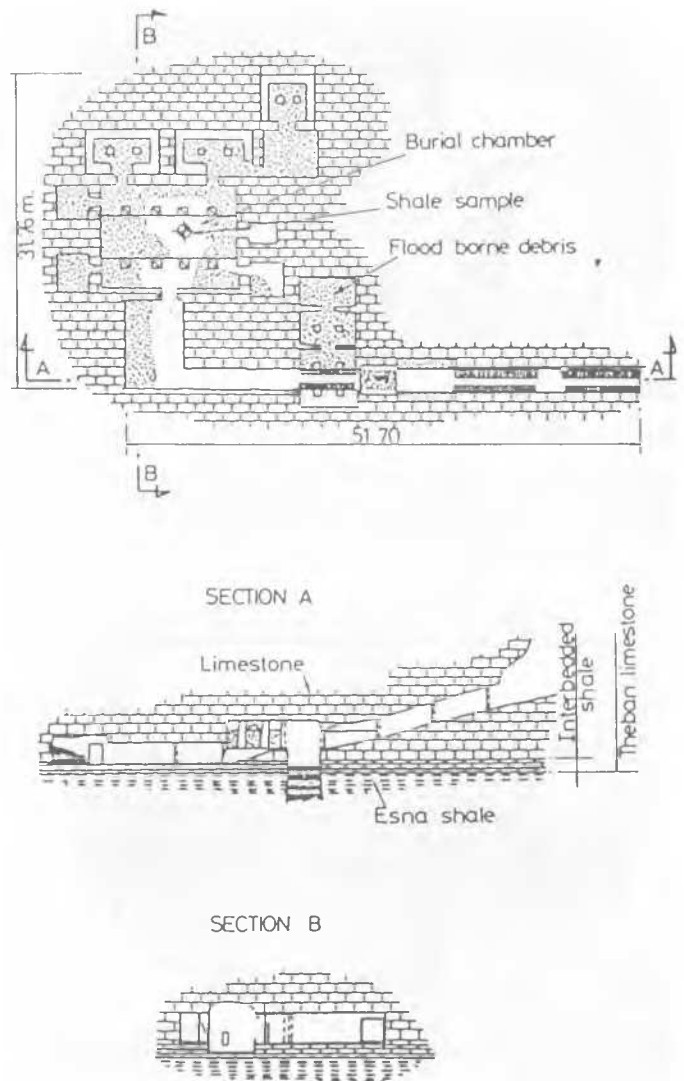 B
Burial chamber
Shale sample
31.76 m.
Flood borne debris
A
A
51.70
B
SECTION A
Limestone
Interbedded
shale
Theban limestone
Esna shale
SECTION B